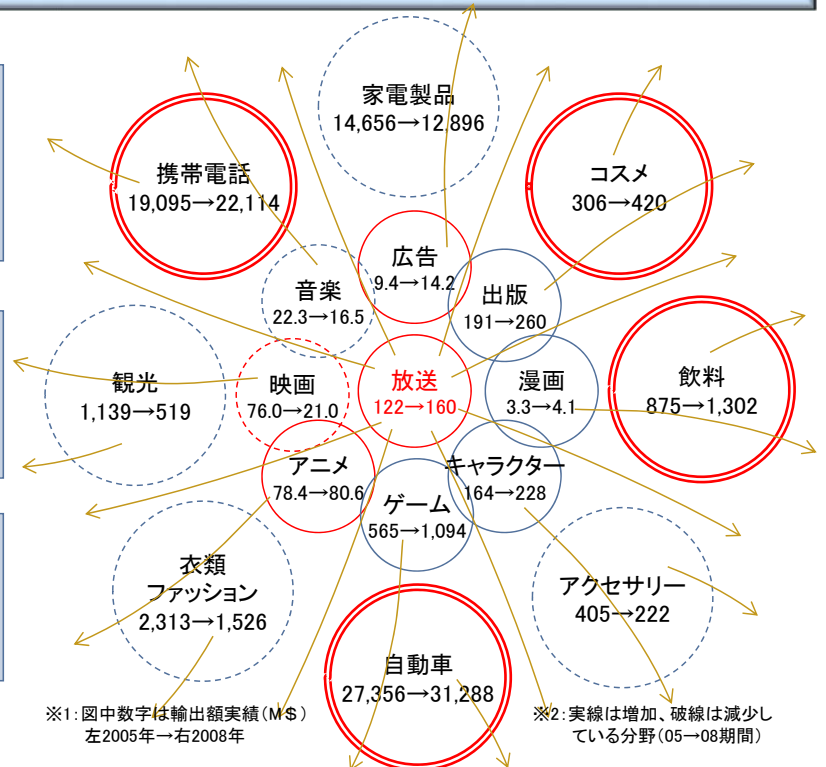 家電製品
14,656→12,896
携帯電話
19,095→22,114
コスメ
306→420
広告
9.4→14.2
音楽
22.3→16.5
出版
191→260
観光
1,139→519
映画
76.0→21.0
放送
122→160
漫画
3.3→4.1
飲料
875→1,302
アニメ
78.4→80.6
キャラクター
164→228
ゲーム
565→1,094
衣類
ファッション
2,313→1,526
アクセサリー
405→222
自動車
27,356→31,288
※1:図中数字は輸出額実績(M$)
左2005年→右2008年
※2:実線は増加、破線は減少し
ている分野(05→08期間)